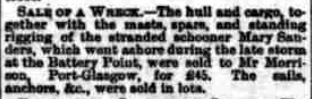 SALE OF A WRECK.—The hull and cargo, to-
gether with the masts, spars, and standing
rigging of the stranded schooner Mary San-
ders, which went ashore during the late storm
at the Battery Point, were sold to Mr Morri-
son, Port-Glasgow, for £45. The sails,
anchors, &c., were sold in lots.